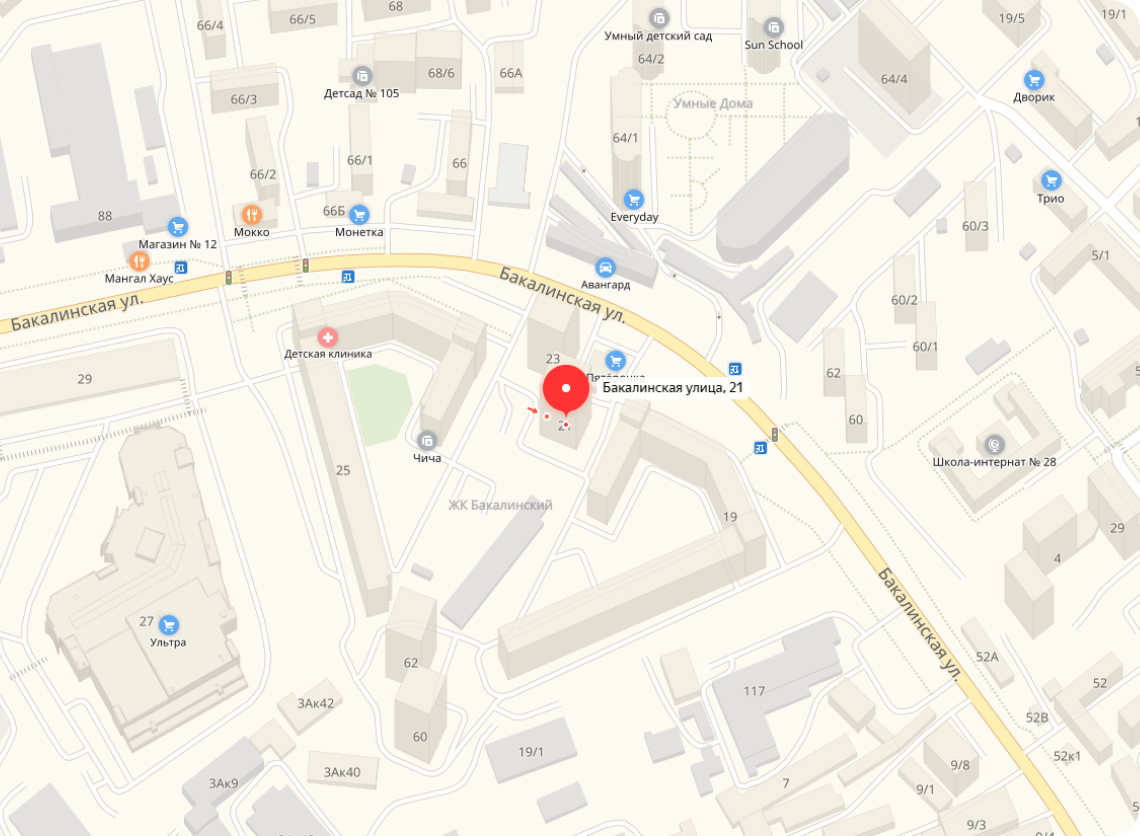 66/4
66/5
68
Умный детский сад
Sun School
19/5
19/1
64/2
66/3
Детсад № 105
68/6
66А
64/4
Дворик
Умные Дома
66/1
66
64/1
66/2
Трио
88
Мокко
66Б
Монетка
Everyday
60/3
Магазин № 12
Мангал Хаус
5/1
Авангард
Бакалинская ул.
Бакалинская ул.
60/2
60/1
Детская клиника
23
29
62
Бакалинская улица, 21
60
Чича
Школа-интернат № 28
25
ЖК Бакалинский
19
29
4
27
Ультра
Бакалинская ул.
62
52А
52
117
3Ак42
60
52В
19/1
52к1
3Ак40
3Ак9
7
9/8
9/1
9/3